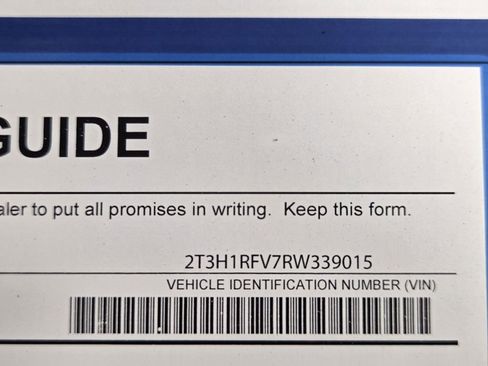 GUIDE
aler to put all promises in writing.  Keep this form.
2T3H1RFV7RW339015
VEHICLE IDENTIFICATION NUMBER (VIN)